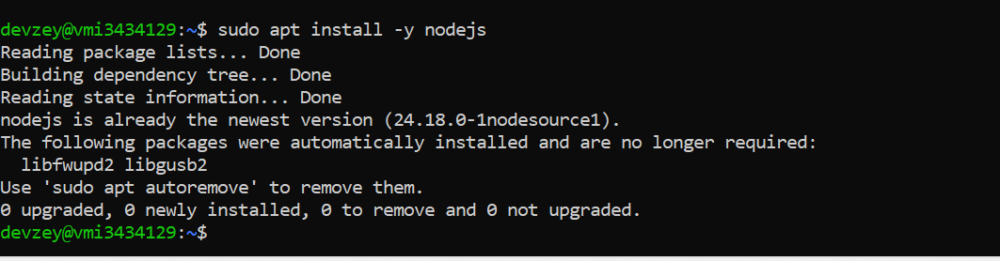 devzey@vmi3434129:~$ sudo apt install -y nodejs
Reading package lists... Done
Building dependency tree... Done
Reading state information... Done
nodejs is already the newest version (24.18.0-1nodesource1).
The following packages were automatically installed and are no longer required:
  libfwupd2 libgusb2
Use 'sudo apt autoremove' to remove them.
0 upgraded, 0 newly installed, 0 to remove and 0 not upgraded.
devzey@vmi3434129:~$